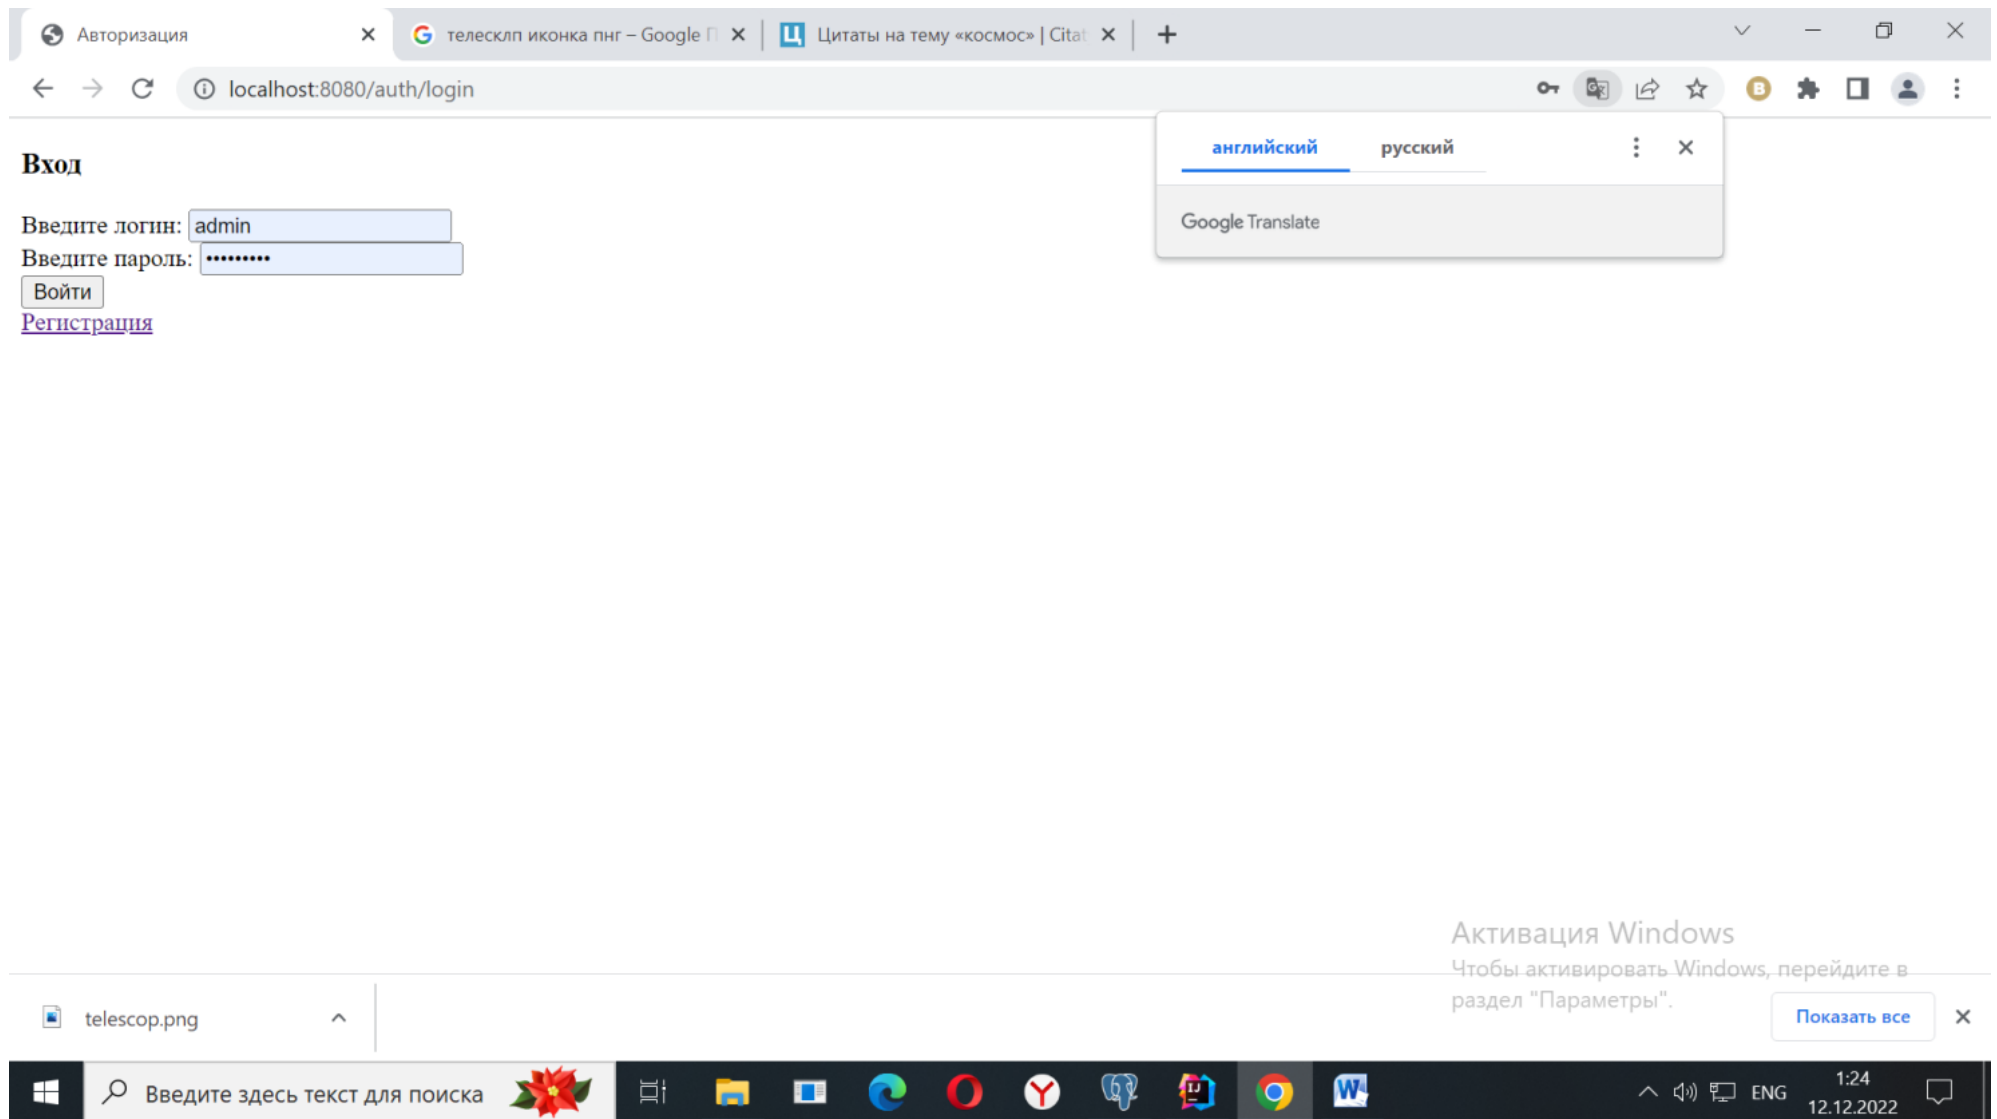 Авторизация
телесклп иконка пнг – Google П
Цитаты на тему «космос» | Citat
localhost:8080/auth/login
английский русский
Google Translate
Вход
Введите логин: admin
Введите пароль: •••••••••
Войти
Регистрация
Активация Windows
Чтобы активировать Windows, перейдите в
раздел "Параметры".
telescop.png
Показать все
Введите здесь текст для поиска
ENG
1:24
12.12.2022